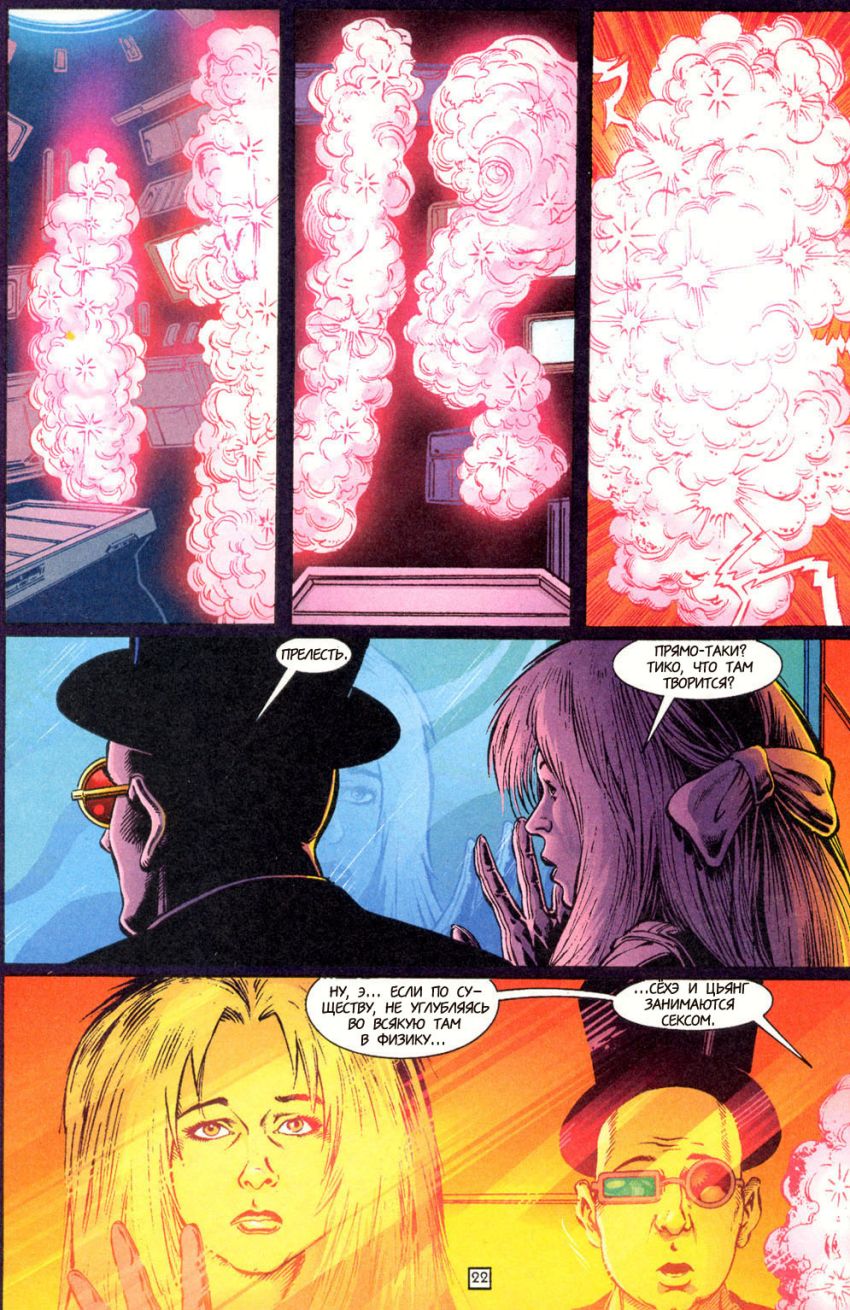 ПРЕЛЕСТЬ.
ПРЯМО-ТАКИ?
ТИКО, ЧТО ТАМ
ТВОРИТСЯ?
НУ, Э... ЕСЛИ ПО СУ-
ЩЕСТВУ, НЕ УГЛУБЛЯЯСЬ
ВО ВСЯКУЮ ТАМ
В ФИЗИКУ...
...СЁХЭ И ЦЬЯНГ
ЗАНИМАЮТСЯ
СЕКСОМ.
22